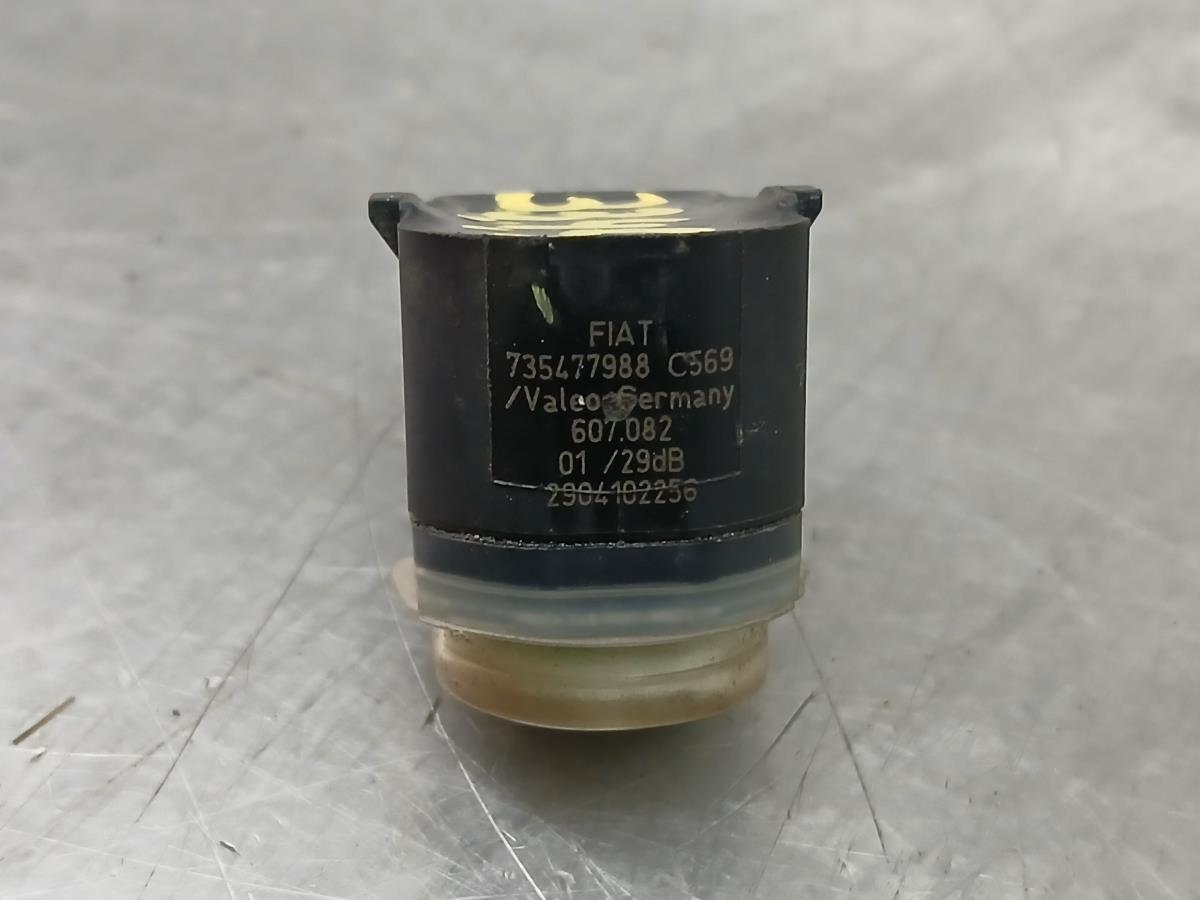 FIAT
735477988 C569
/Valeo Germany
607.082
01 /29dB
2904102256